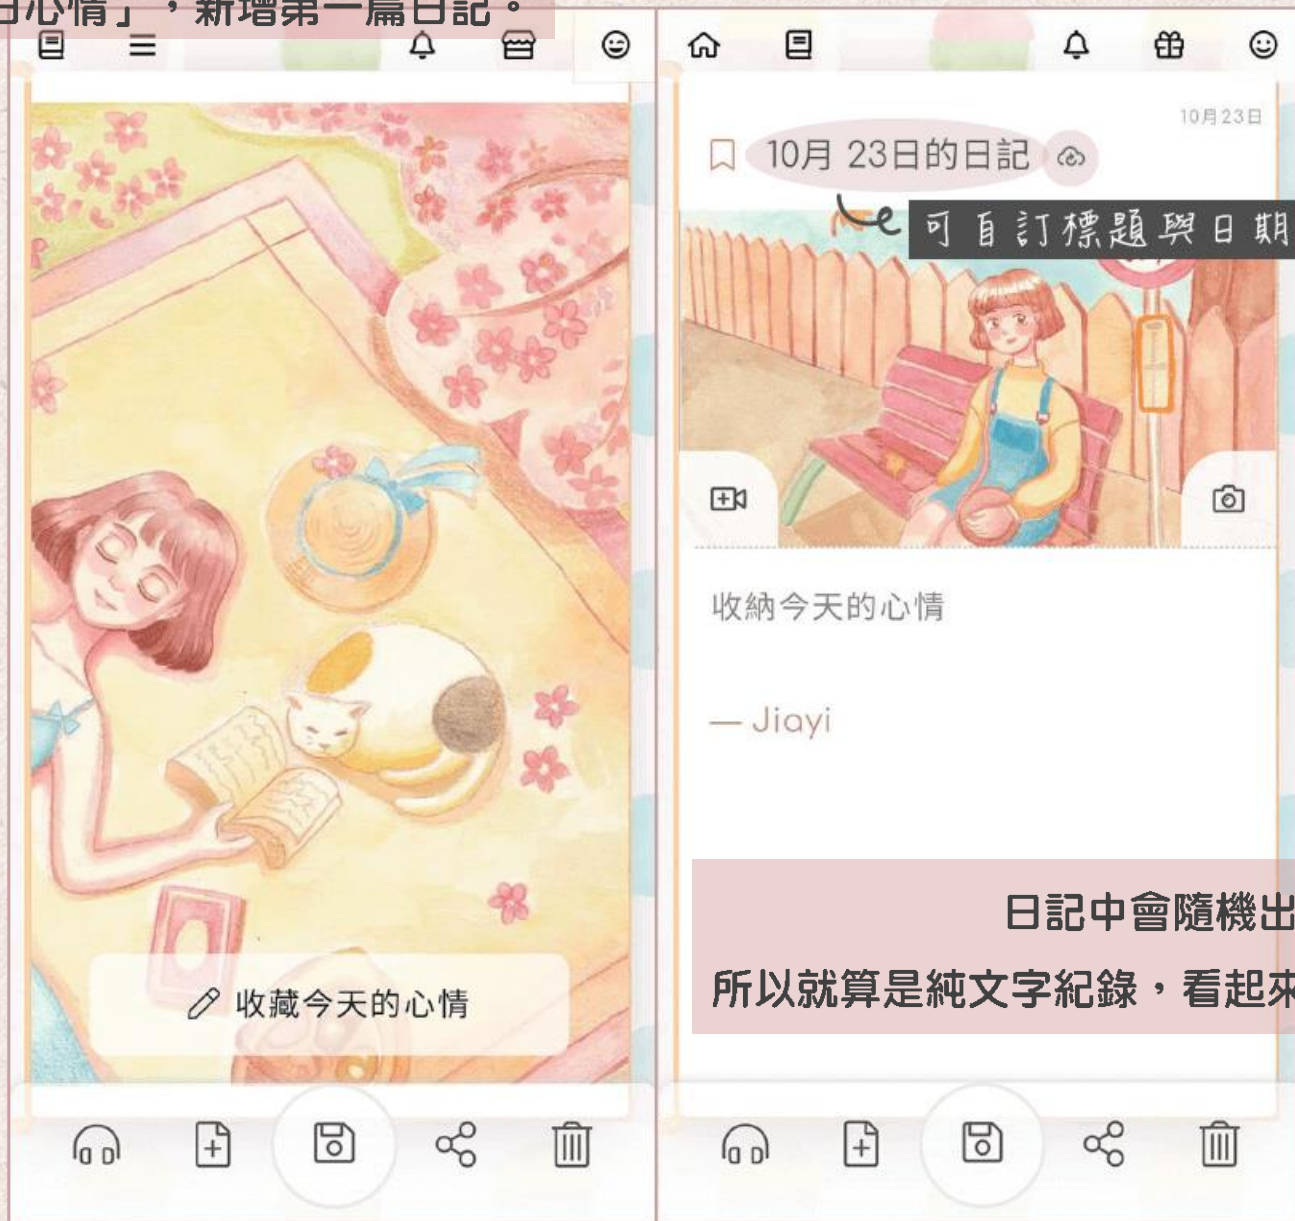 日心情」，新增第一篇日記。
收藏今天的心情
10月23日
10月 23日的日記
可自訂標題與日期
收納今天的心情
— Jiayi
日記中會隨機出
所以就算是純文字紀錄，看起來